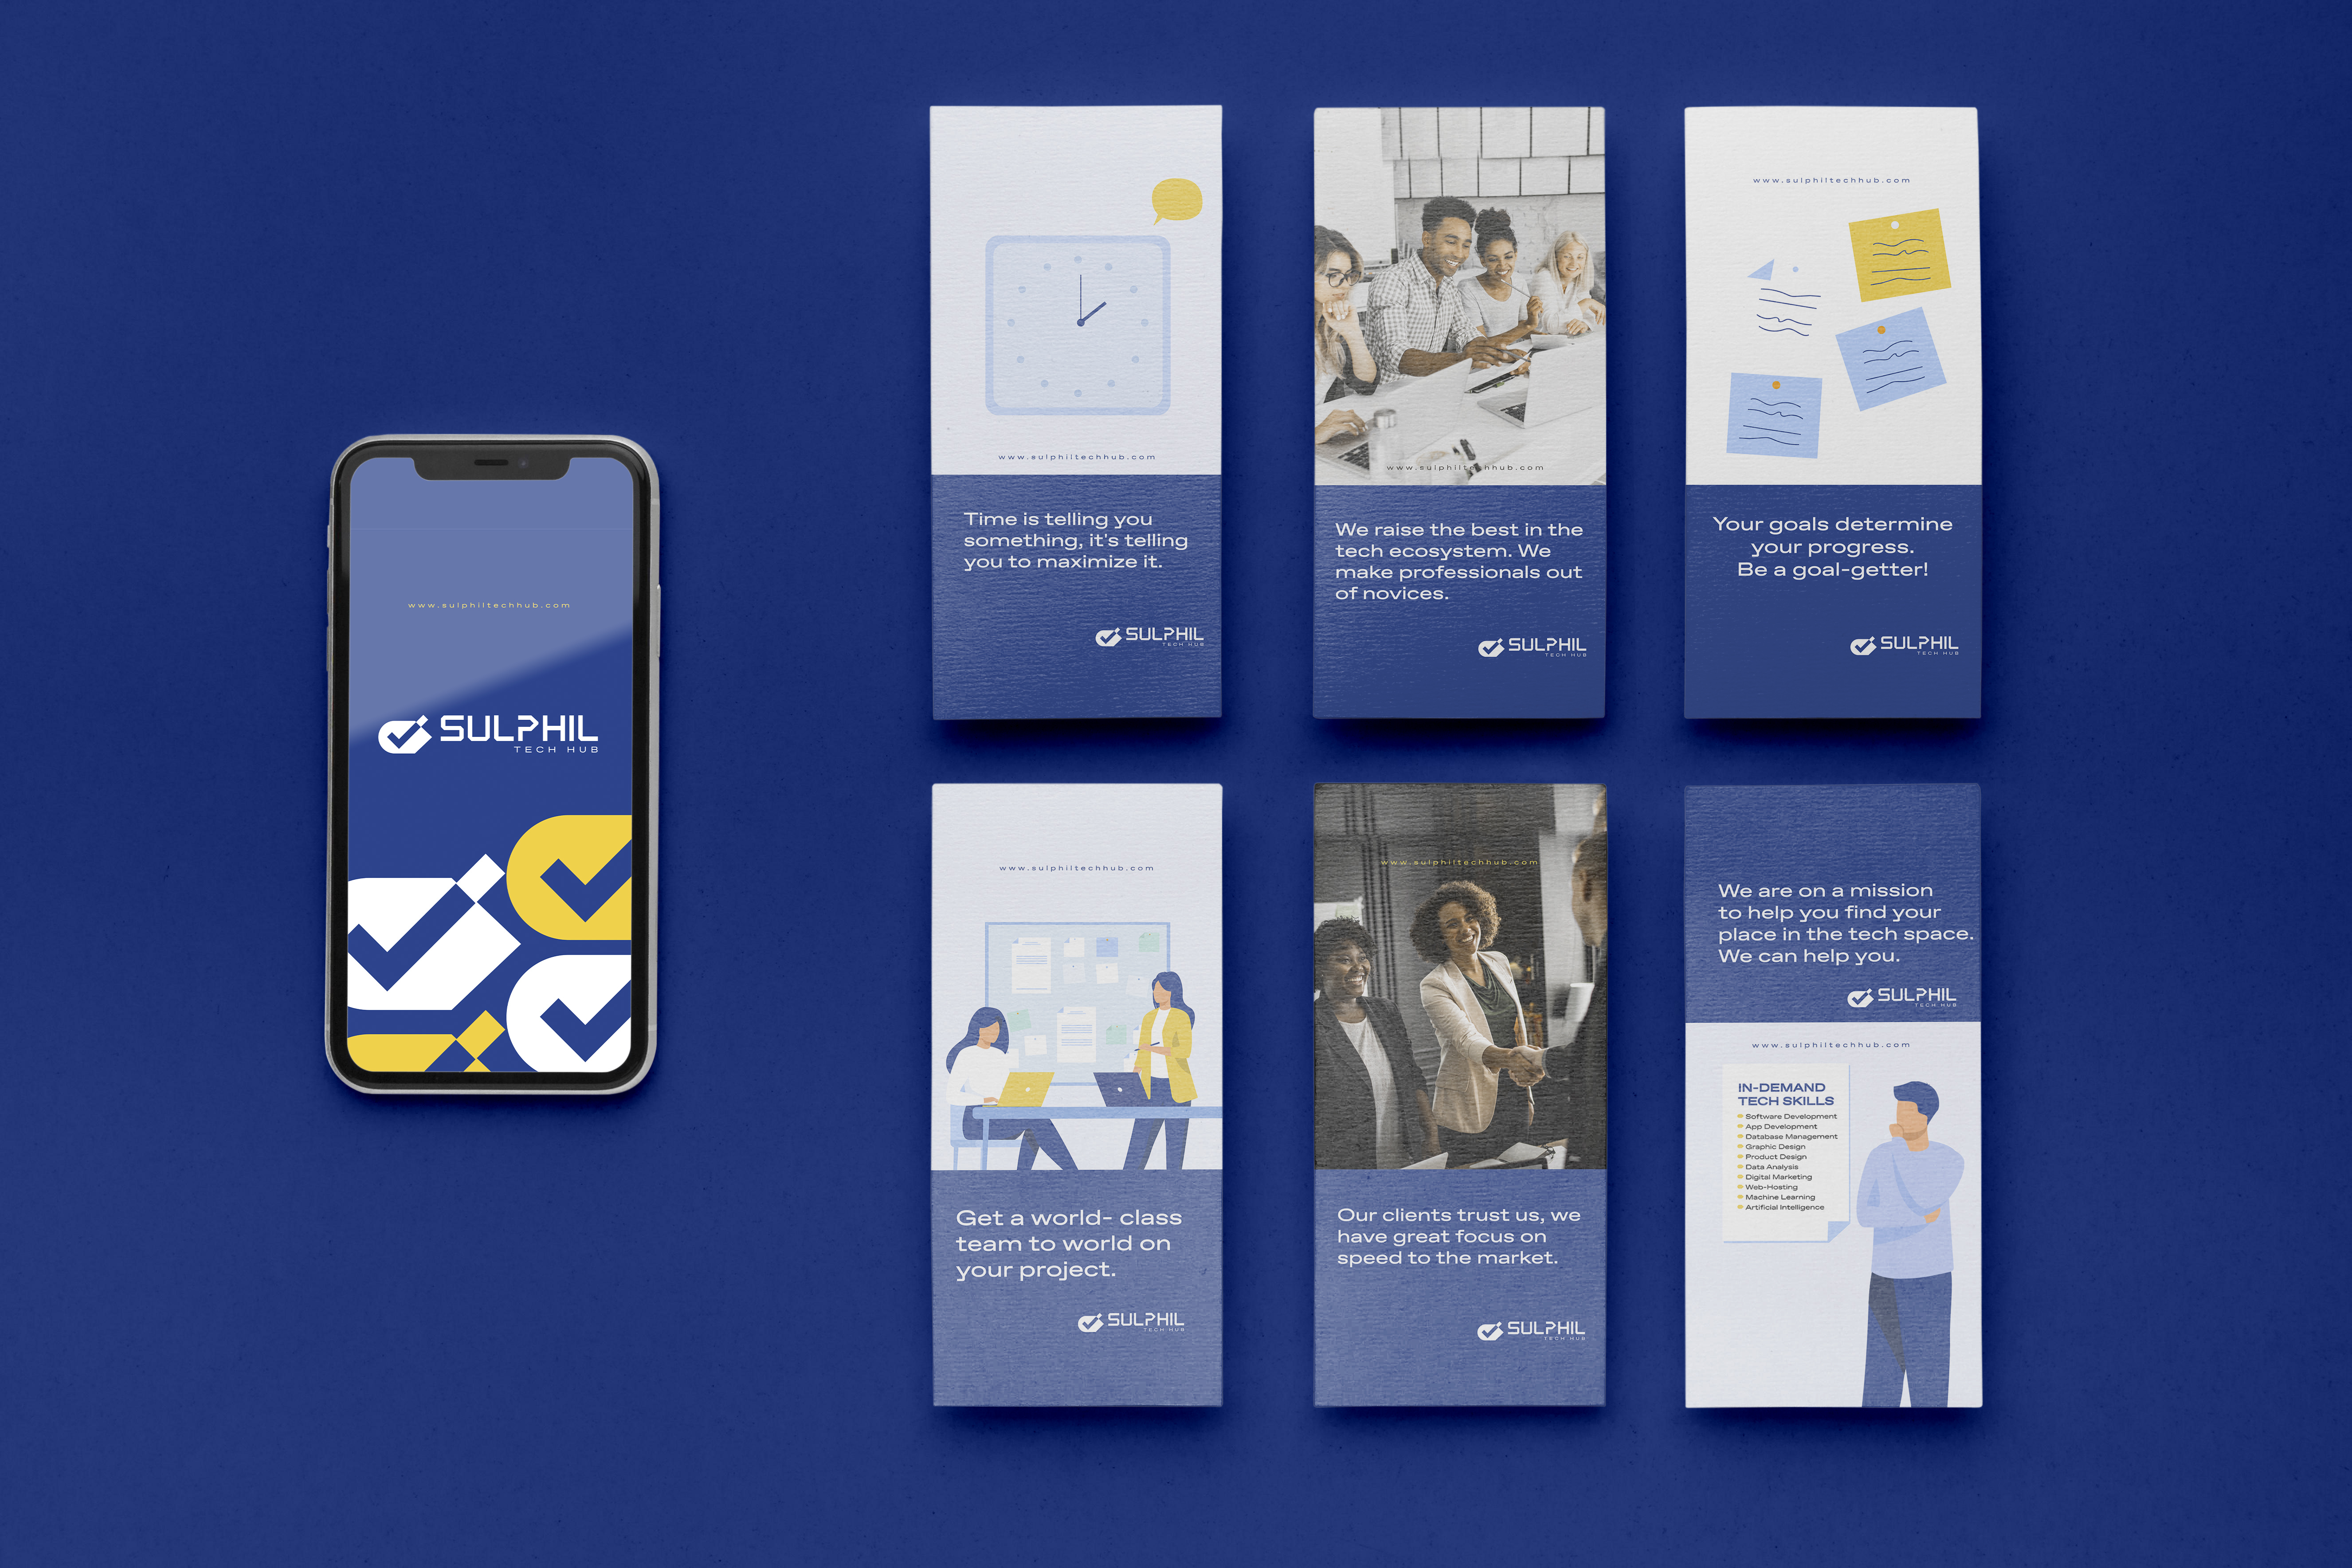 www.sulphiltechhub.com
SULPHIL
TECH HUB
www.sulphiltechhub.com
Time is telling you
something, it's telling
you to maximize it.
SULPHIL
TECH HUB
www.sulphiltechhub.com
We raise the best in the
tech ecosystem. We
make professionals out
of novices.
SULPHIL
TECH HUB
www.sulphiltechhub.com
Your goals determine
your progress.
Be a goal-getter!
SULPHIL
TECH HUB
www.sulphiltechhub.com
Get a world- class
team to world on
your project.
SULPHIL
TECH HUB
www.sulphiltechhub.com
Our clients trust us, we
have great focus on
speed to the market.
SULPHIL
TECH HUB
We are on a mission
to help you find your
place in the tech space.
We can help you.
SULPHIL
TECH HUB
www.sulphiltechhub.com
IN-DEMAND
TECH SKILLS
Software Development
App Development
Database Management
Graphic Design
Product Design
Data Analysis
Digital Marketing
Web-Hosting
Machine Learning
Artificial Intelligence